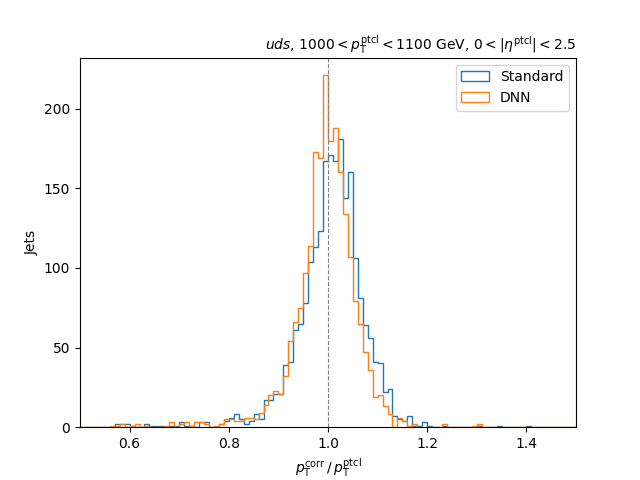 uds, 1000 < p_T^ptcl < 1100 GeV, 0 < |η^ptcl| < 2.5
Standard
DNN
200
150
100
50
0
Jets
0.6 0.8 1.0 1.2 1.4
p_T^corr / p_T^ptcl